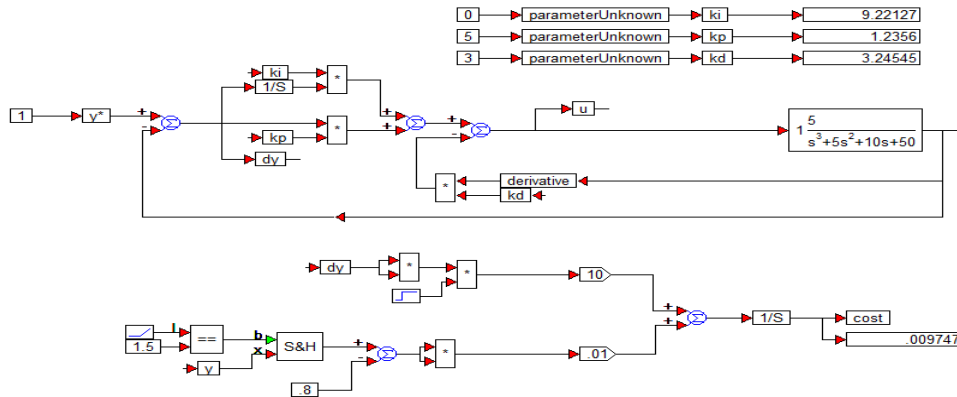 0 parameterUnknown ki 9.22127
5 parameterUnknown kp 1.2356
3 parameterUnknown kd 3.24545
ki
1/S
*
+
1 y* + - Σ
kp
*
+ Σ
+ - Σ
u
1 5
s³+5s²+10s+50
dy
*
derivative
kd
dy * * 10
+ + Σ 1/S cost
.009747
l
1.5
==
b
x
S&H
y
+ - Σ
.8
*
.01